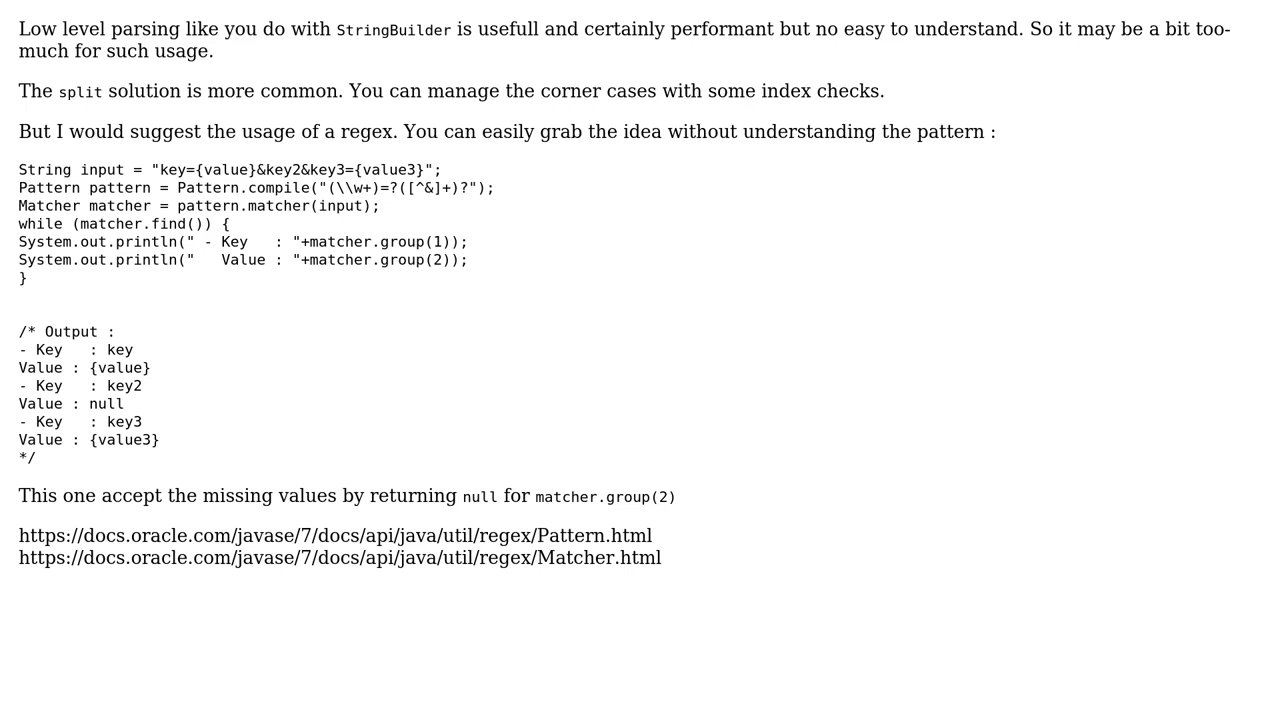 Low level parsing like you do with StringBuilder is usefull and certainly performant but no easy to understand. So it may be a bit too-
much for such usage.
The split solution is more common. You can manage the corner cases with some index checks.
But I would suggest the usage of a regex. You can easily grab the idea without understanding the pattern :
String input = "key={value}&key2&key3={value3}";
Pattern pattern = Pattern.compile("(\\w+)=?([^&]+)?");
Matcher matcher = pattern.matcher(input);
while (matcher.find()) {
System.out.println(" - Key   : "+matcher.group(1));
System.out.println("   Value : "+matcher.group(2));
}
/* Output :
- Key   : key
Value : {value}
- Key   : key2
Value : null
- Key   : key3
Value : {value3}
*/
This one accept the missing values by returning null for matcher.group(2)
https://docs.oracle.com/javase/7/docs/api/java/util/regex/Pattern.html
https://docs.oracle.com/javase/7/docs/api/java/util/regex/Matcher.html